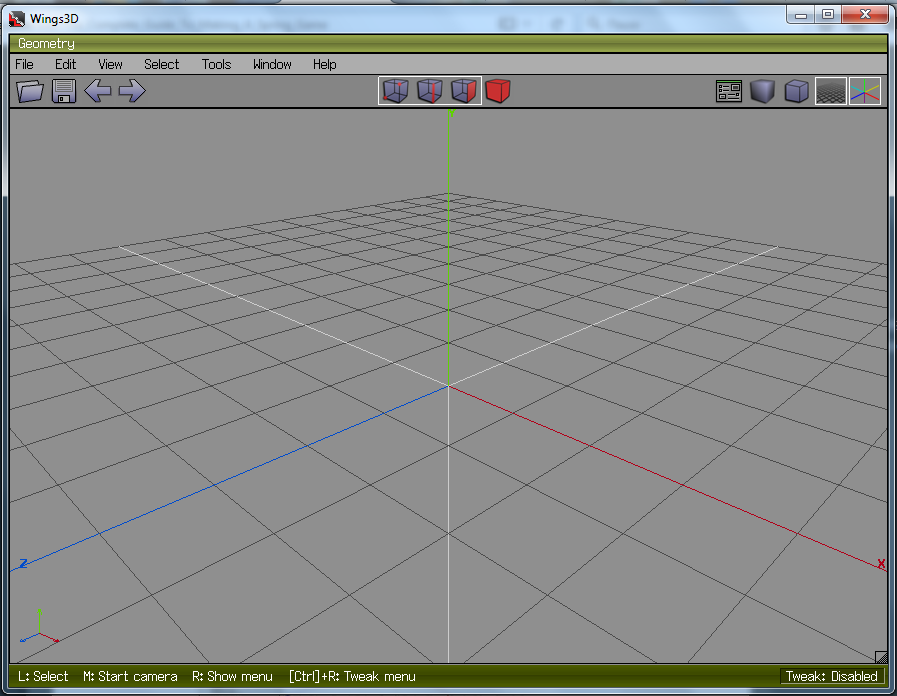 Wings3D
Geometry
File Edit View Select Tools Window Help
Z
X
L: Select M: Start camera R: Show menu [Ctrl]+R: Tweak menu Tweak: Disabled